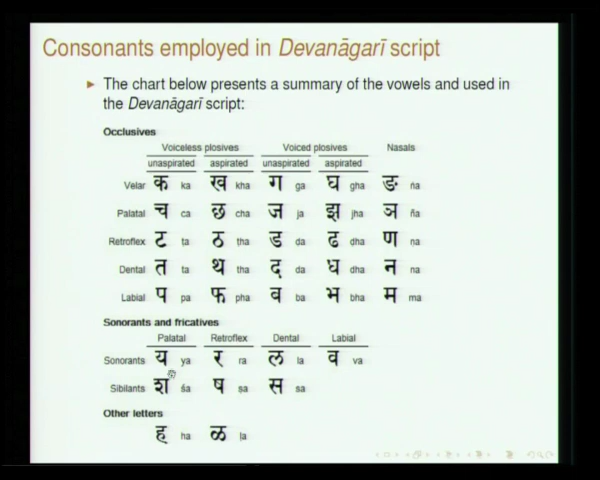 Consonants employed in Devanāgarī script
▶ The chart below presents a summary of the vowels and used in
the Devanāgarī script:
Occlusives
Voiceless plosives Voiced plosives Nasals
unaspirated aspirated unaspirated aspirated
Velar क ka ख kha ग ga घ gha ङ ṅa
Palatal च ca छ cha ज ja झ jha ञ ña
Retroflex ट ṭa ठ ṭha ड ḍa ढ ḍha ण ṇa
Dental त ta थ tha द da ध dha न na
Labial प pa फ pha ब ba भ bha म ma
Sonorants and fricatives
Palatal Retroflex Dental Labial
Sonorants य ya र ra ल la व va
Sibilants श śa ष ṣa स sa
Other letters
ह ha ळ ḷa